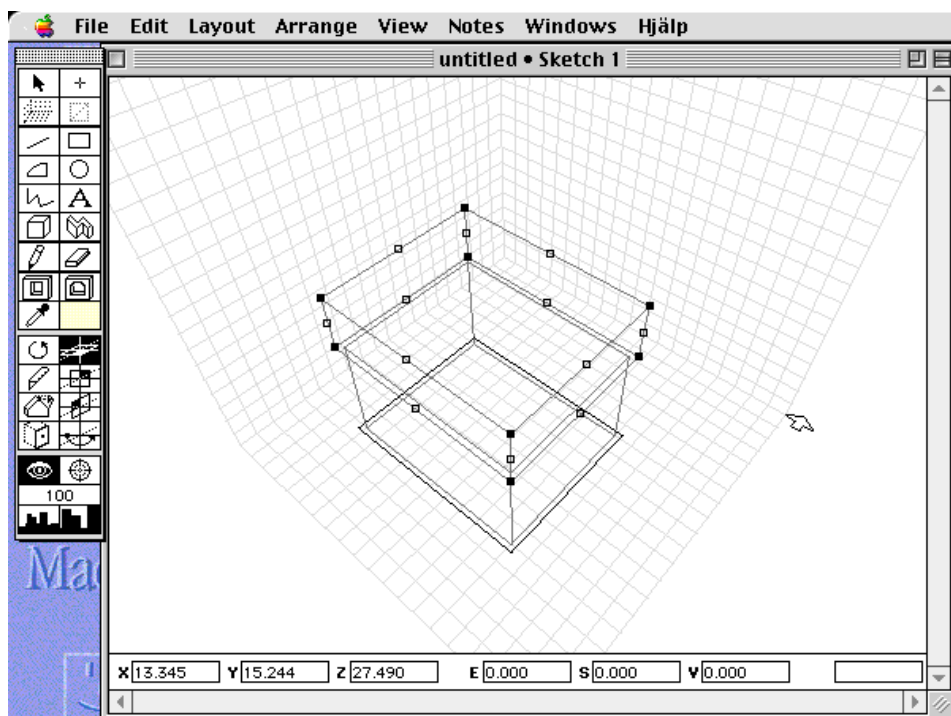 File Edit Layout Arrange View Notes Windows Hjälp
untitled • Sketch 1
A
100
Mac
X 13.345 Y 15.244 Z 27.490 E 0.000 S 0.000 V 0.000